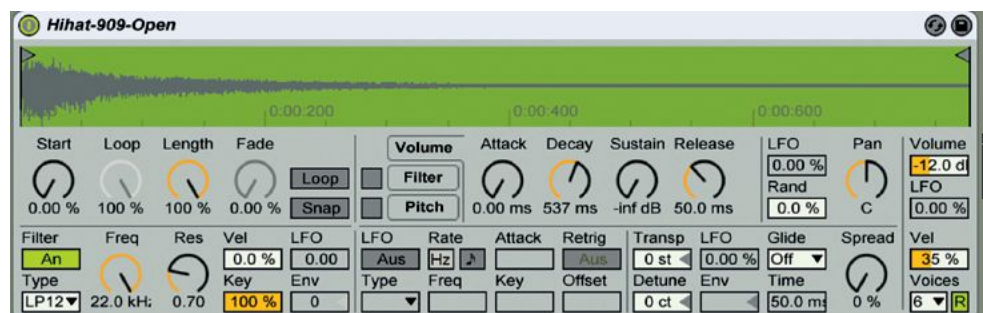 Hihat-909-Open
0:00:200 0:00:400 0:00:600
Start Loop Length Fade Volume Attack Decay Sustain Release LFO Pan Volume
0.00 % -12.0 d
Filter Rand LFO
Loop
0.00 % 100 % 100 % 0.00 % Snap Pitch 0.00 ms 537 ms -inf dB 50.0 ms 0.0 % C 0.00 %
Filter Freq Res Vel LFO LFO Rate Attack Retrig Transp LFO Glide Spread Vel
An 0.0 % 0.00 Aus Hz ♪ Aus 0 st 0.00 % Off 35 %
Type Key Env Type Freq Key Offset Detune Env Time Voices
LP12 22.0 kHz 0.70 100 % 0 0 ct 50.0 ms 0 % 6 R